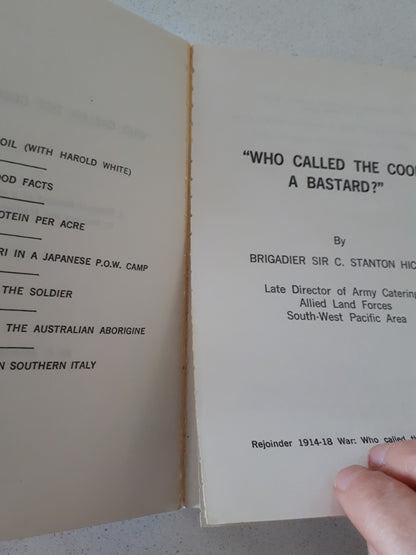 OIL (WITH HAROLD WHITE)
OOD FACTS
OTEIN PER ACRE
RI IN A JAPANESE P.O.W. CAMP
THE SOLDIER
THE AUSTRALIAN ABORIGINE
N SOUTHERN ITALY
"WHO CALLED THE COO
A BASTARD?"
By
BRIGADIER SIR C. STANTON HIC
Late Director of Army Catering
Allied Land Forces
South-West Pacific Area
Rejoinder 1914-18 War: Who called th